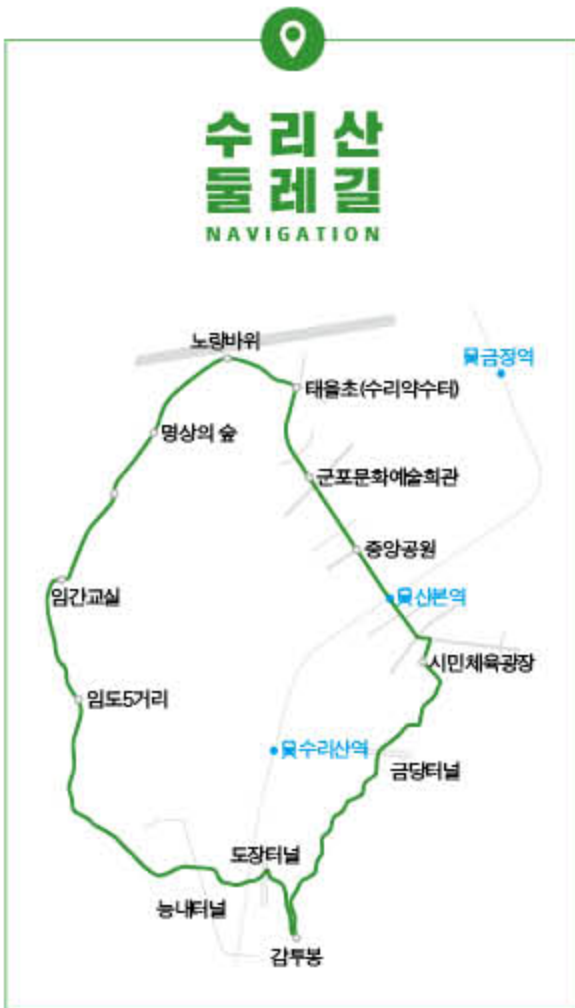 수리산
둘레길
NAVIGATION
노랑바위
금정역
태을초(수리약수터)
명상의 숲
군포문화예술회관
중앙공원
임간교실
산본역
시민체육광장
임도5거리
수리산역
금당터널
도장터널
능내터널
감투봉